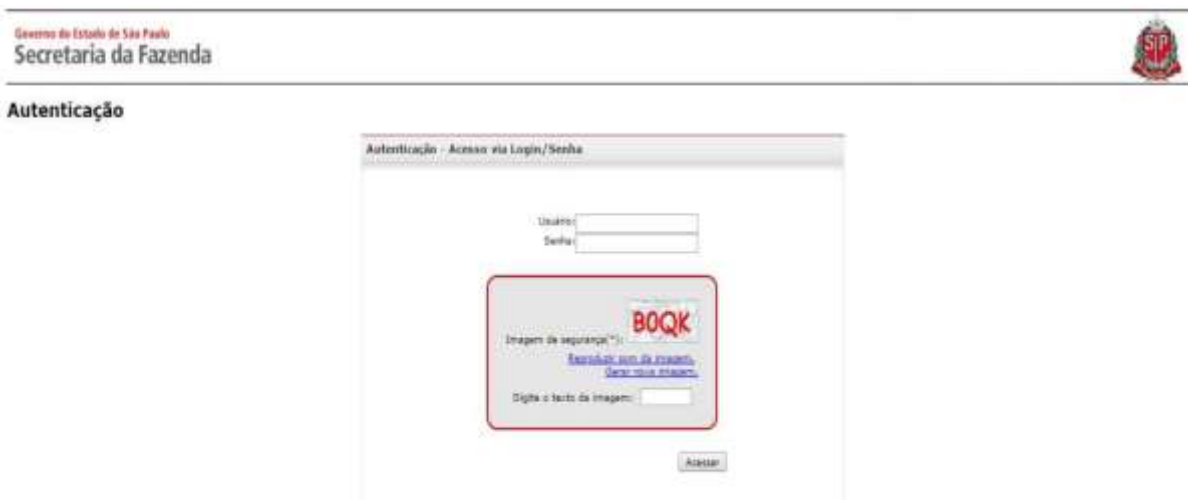 Governo do Estado de São Paulo
Secretaria da Fazenda
Autenticação
Autenticação - Acesso via Login/Senha
Usuário:
Senha:
B0QK
Imagem de segurança(*):
Reproduzir som da imagem.
Gerar nova imagem.
Digite o texto da imagem:
Acessar